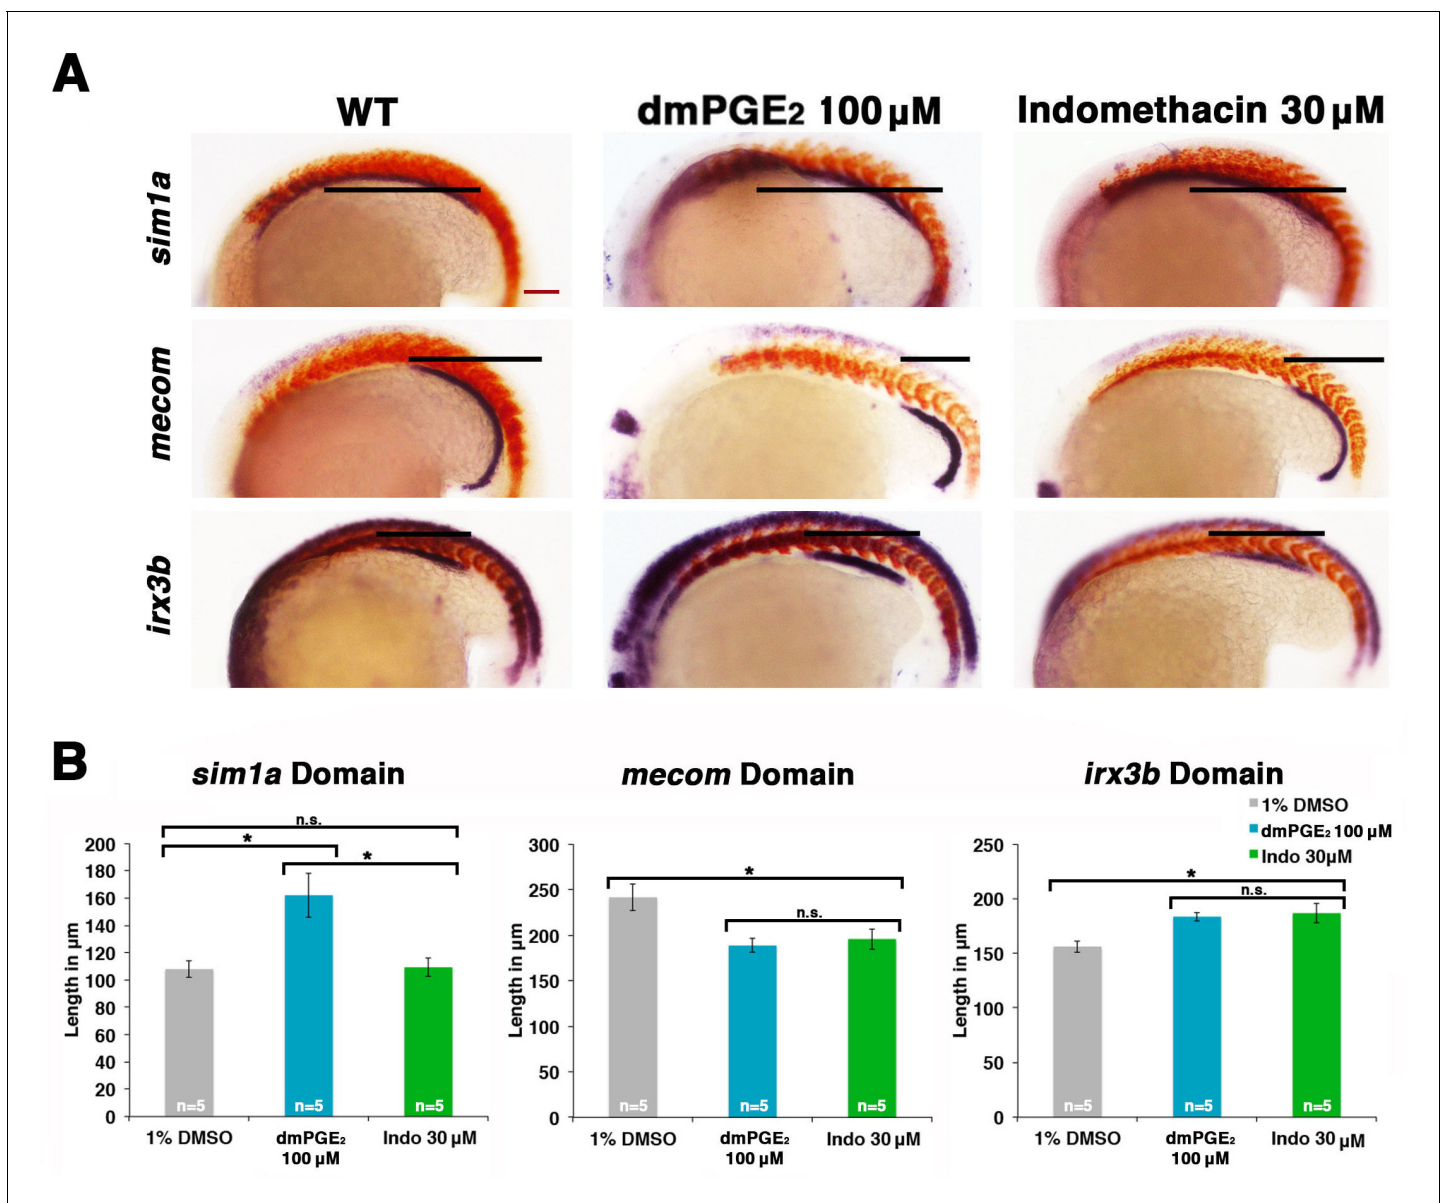 A
WT
dmPGE₂ 100 µM
Indomethacin 30 µM
sim1a
mecom
irx3b
B
sim1a Domain
mecom Domain
irx3b Domain
1% DMSO
dmPGE₂ 100 µM
Indo 30µM
n.s.
*
*
Length in µm
200
180
160
140
120
100
80
60
40
20
0
n=5
n=5
n=5
1% DMSO
dmPGE₂
100 µM
Indo 30 µM
*
n.s.
Length in µm
300
250
200
150
100
50
0
n=5
n=5
n=5
1% DMSO
dmPGE₂
100 µM
Indo 30 µM
*
n.s.
Length in µm
250
200
150
100
50
0
n=5
n=5
n=5
1% DMSO
dmPGE₂
100 µM
Indo 30 µM